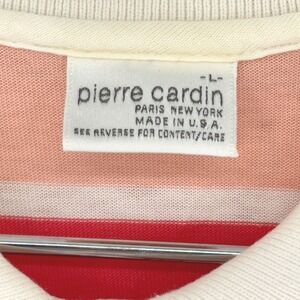 -L-
pierre cardin
PARIS NEW YORK
MADE IN U.S.A.
SEE REVERSE FOR CONTENT/CARE